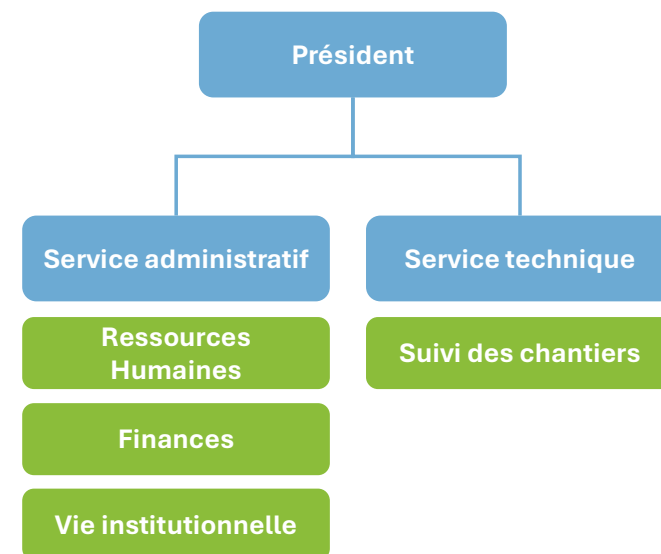 Président
Service administratif
Service technique
Ressources
Humaines
Suivi des chantiers
Finances
Vie institutionnelle